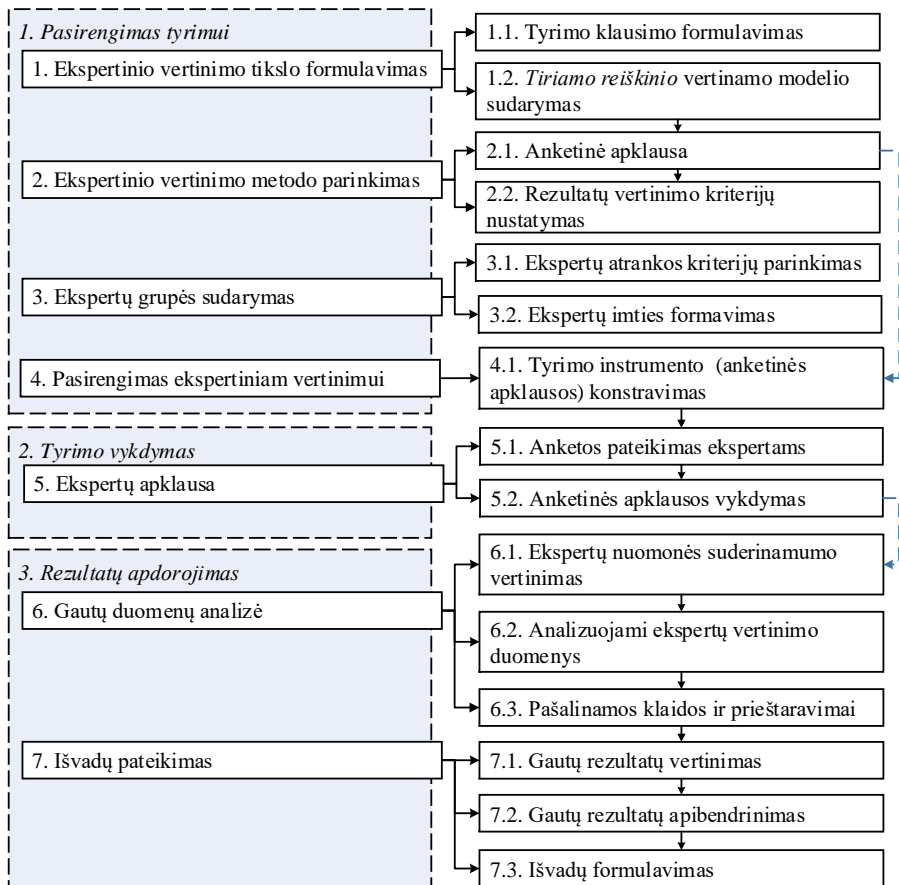 1. Pasirengimas tyrimui
1. Ekspertinio vertinimo tikslo formulavimas
1.1. Tyrimo klausimo formulavimas
1.2. Tiriamo reiškinio vertinamo modelio
sudarymas
2. Ekspertinio vertinimo metodo parinkimas
2.1. Anketinė apklausa
2.2. Rezultatų vertinimo kriterijų
nustatymas
3. Ekspertų grupės sudarymas
3.1. Ekspertų atrankos kriterijų parinkimas
3.2. Ekspertų imties formavimas
4. Pasirengimas ekspertiniam vertinimui
4.1. Tyrimo instrumento (anketinės
apklausos) konstravimas
2. Tyrimo vykdymas
5. Ekspertų apklausa
5.1. Anketos pateikimas ekspertams
5.2. Anketinės apklausos vykdymas
3. Rezultatų apdorojimas
6. Gautų duomenų analizė
6.1. Ekspertų nuomonės suderinamumo
vertinimas
6.2. Analizuojami ekspertų vertinimo
duomenys
6.3. Pašalinamos klaidos ir prieštaravimai
7. Išvadų pateikimas
7.1. Gautų rezultatų vertinimas
7.2. Gautų rezultatų apibendrinimas
7.3. Išvadų formulavimas